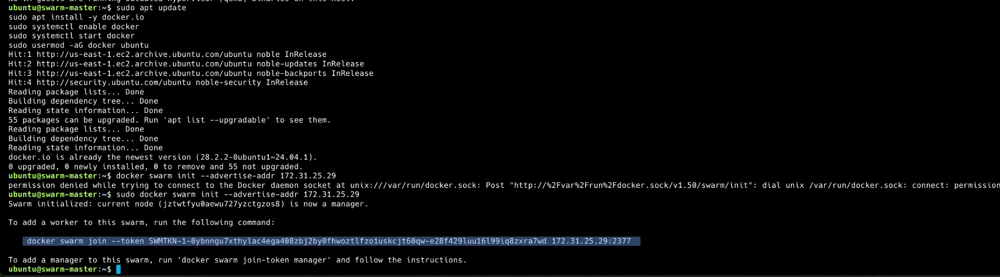 No VM guests are running outdated hypervisor (qemu) binaries on this host.
ubuntu@swarm-master:~$ sudo apt update
sudo apt install -y docker.io
sudo systemctl enable docker
sudo systemctl start docker
sudo usermod -aG docker ubuntu
Hit:1 http://us-east-1.ec2.archive.ubuntu.com/ubuntu noble InRelease
Hit:2 http://us-east-1.ec2.archive.ubuntu.com/ubuntu noble-updates InRelease
Hit:3 http://us-east-1.ec2.archive.ubuntu.com/ubuntu noble-backports InRelease
Hit:4 http://security.ubuntu.com/ubuntu noble-security InRelease
Reading package lists... Done
Building dependency tree... Done
Reading state information... Done
55 packages can be upgraded. Run 'apt list --upgradable' to see them.
Reading package lists... Done
Building dependency tree... Done
Reading state information... Done
docker.io is already the newest version (28.2.2-0ubuntu1~24.04.1).
0 upgraded, 0 newly installed, 0 to remove and 55 not upgraded.
ubuntu@swarm-master:~$ docker swarm init --advertise-addr 172.31.25.29
permission denied while trying to connect to the Docker daemon socket at unix:///var/run/docker.sock: Post "http://%2Fvar%2Frun%2Fdocker.sock/v1.50/swarm/init": dial unix /var/run/docker.sock: connect: permission
ubuntu@swarm-master:~$ sudo docker swarm init --advertise-addr 172.31.25.29
Swarm initialized: current node (jztwtfyu0aewu727yzctgzos8) is now a manager.
To add a worker to this swarm, run the following command:
docker swarm join --token SWMTKN-1-0ybnngu7xthylac4ega408zbj2by0fhwoztlfzo1uskcjt60qw-e28f429luu16l99iq8zxra7wd 172.31.25.29:2377
To add a manager to this swarm, run 'docker swarm join-token manager' and follow the instructions.
ubuntu@swarm-master:~$